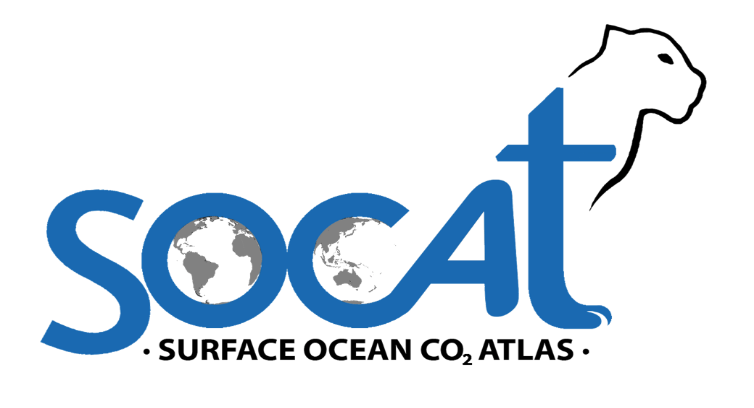 SOCAt
· SURFACE OCEAN CO₂ ATLAS ·